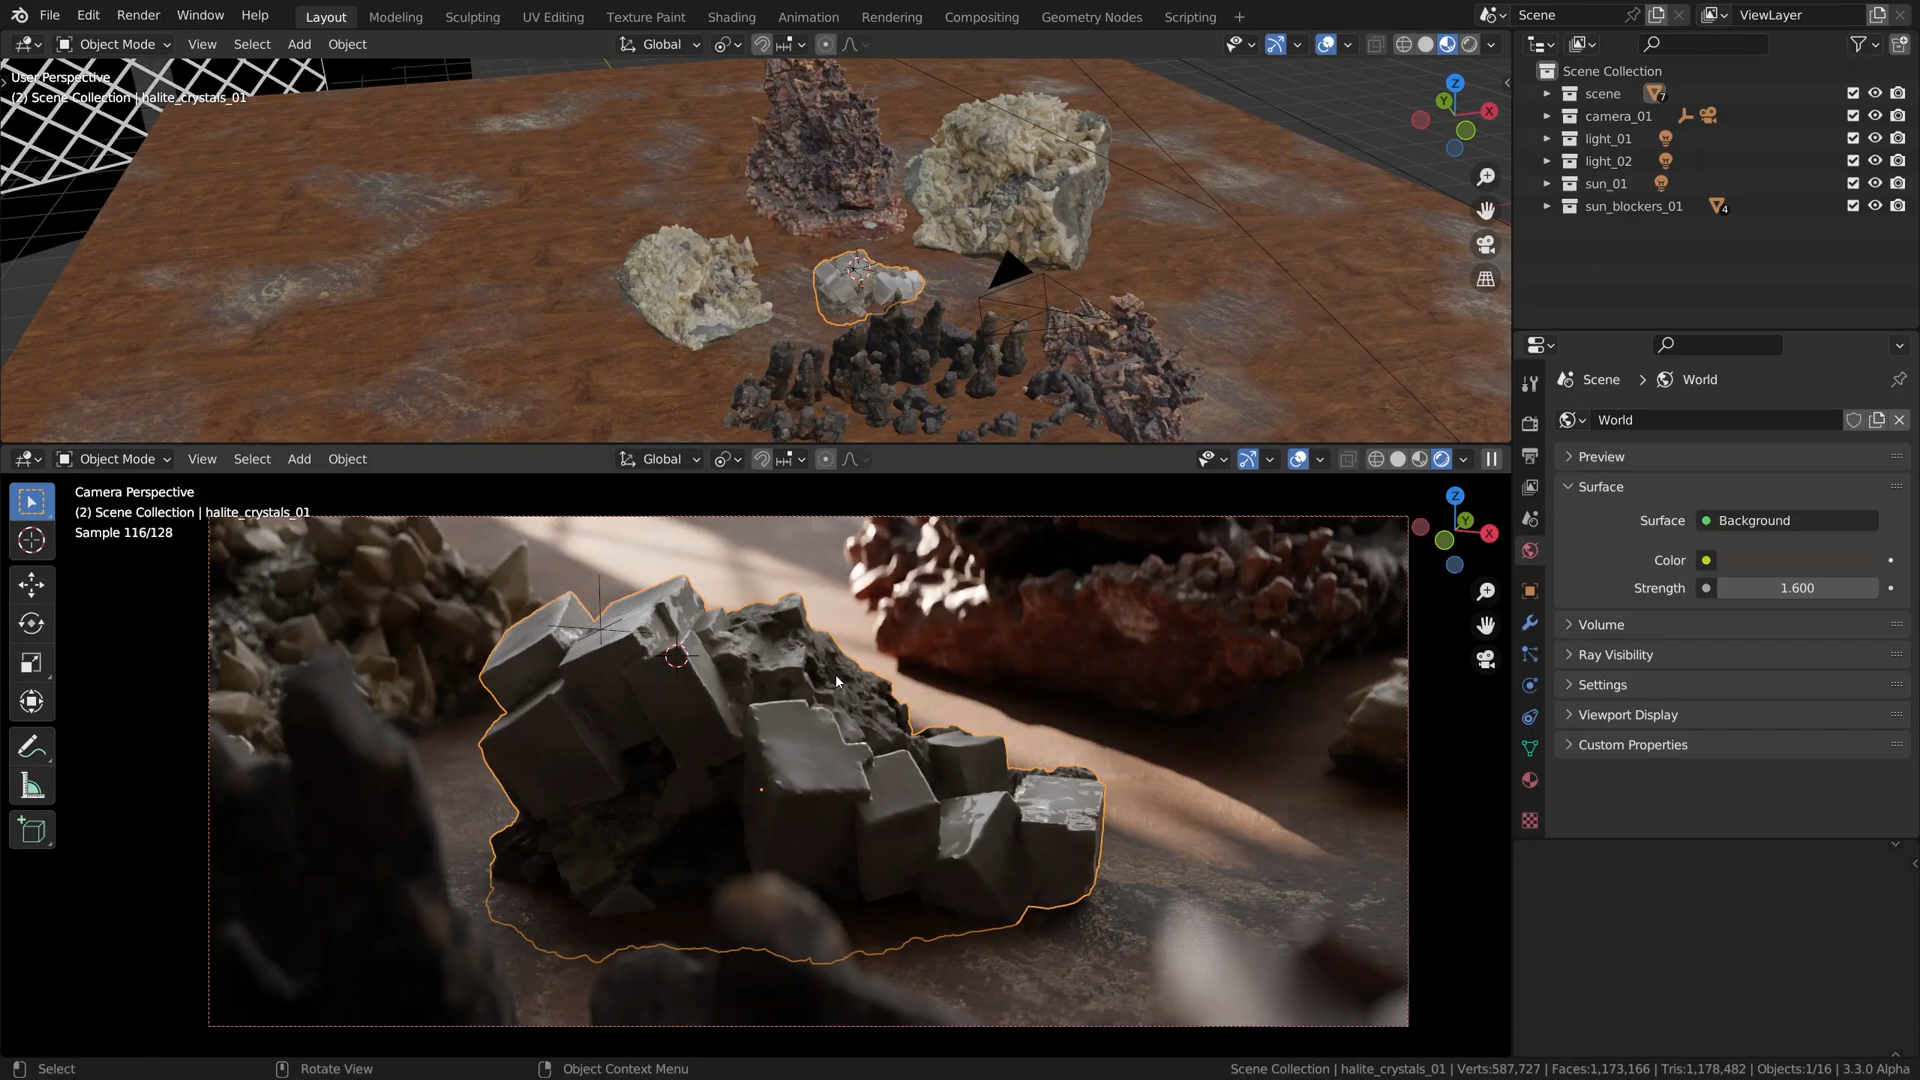 File Edit Render Window Help Layout Modeling Sculpting UV Editing Texture Paint Shading Animation Rendering Compositing Geometry Nodes Scripting + Scene ViewLayer
Object Mode View Select Add Object Global
User Perspective
(2) Scene Collection | halite_crystals_01
Z
Y
X
Scene Collection
scene 7
camera_01
light_01
light_02
sun_01
sun_blockers_01 4
Scene > World
World
Preview
Surface
Surface Background
Color
Strength 1.600
Volume
Ray Visibility
Settings
Viewport Display
Custom Properties
Object Mode View Select Add Object Global
Camera Perspective
(2) Scene Collection | halite_crystals_01
Sample 116/128
Z
Y
X
Select Rotate View Object Context Menu Scene Collection | halite_crystals_01 | Verts:587,727 | Faces:1,173,166 | Tris:1,178,482 | Objects:1/16 | 3.3.0 Alpha